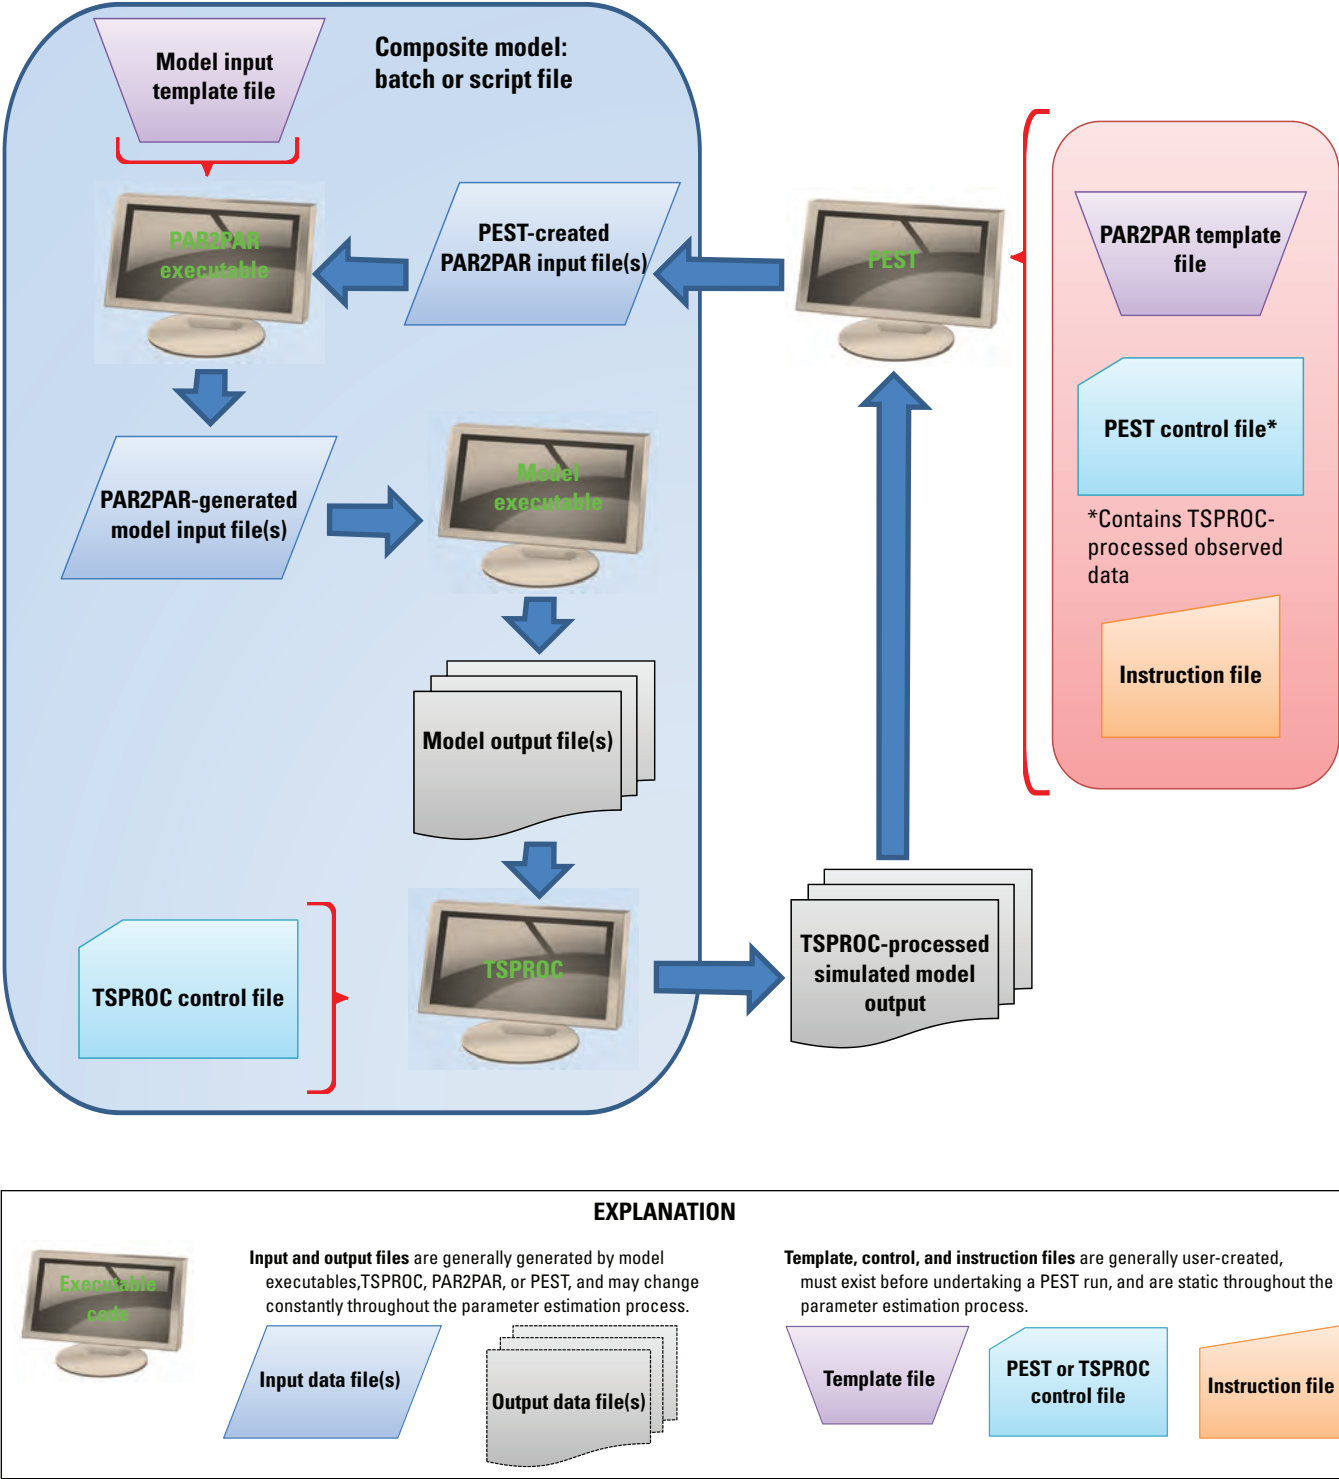 Model input
template file
Composite model:
batch or script file
PAR2PAR
executable
PEST-created
PAR2PAR input file(s)
PEST
PAR2PAR template
file
PEST control file*
*Contains TSPROC-
processed observed
data
Instruction file
PAR2PAR-generated
model input file(s)
Model
executable
Model output file(s)
TSPROC control file
TSPROC
TSPROC-processed
simulated model
output
EXPLANATION
Executable
code
Input and output files are generally generated by model
executables,TSPROC, PAR2PAR, or PEST, and may change
constantly throughout the parameter estimation process.
Input data file(s)
Output data file(s)
Template, control, and instruction files are generally user-created,
must exist before undertaking a PEST run, and are static throughout the
parameter estimation process.
Template file
PEST or TSPROC
control file
Instruction file